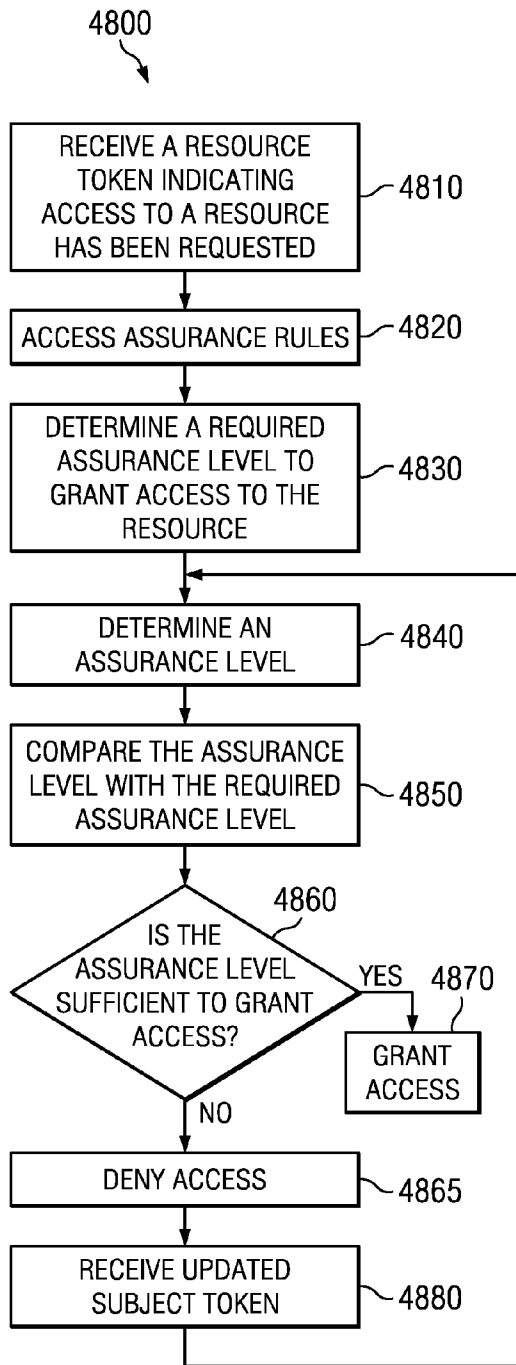 4800
RECEIVE A RESOURCE
TOKEN INDICATING
ACCESS TO A RESOURCE
HAS BEEN REQUESTED
4810
ACCESS ASSURANCE RULES
4820
DETERMINE A REQUIRED
ASSURANCE LEVEL TO
GRANT ACCESS TO THE
RESOURCE
4830
DETERMINE AN
ASSURANCE LEVEL
4840
COMPARE THE ASSURANCE
LEVEL WITH THE REQUIRED
ASSURANCE LEVEL
4850
4860
IS THE
ASSURANCE LEVEL
SUFFICIENT TO GRANT
ACCESS?
YES
4870
GRANT
ACCESS
NO
DENY ACCESS
4865
RECEIVE UPDATED
SUBJECT TOKEN
4880